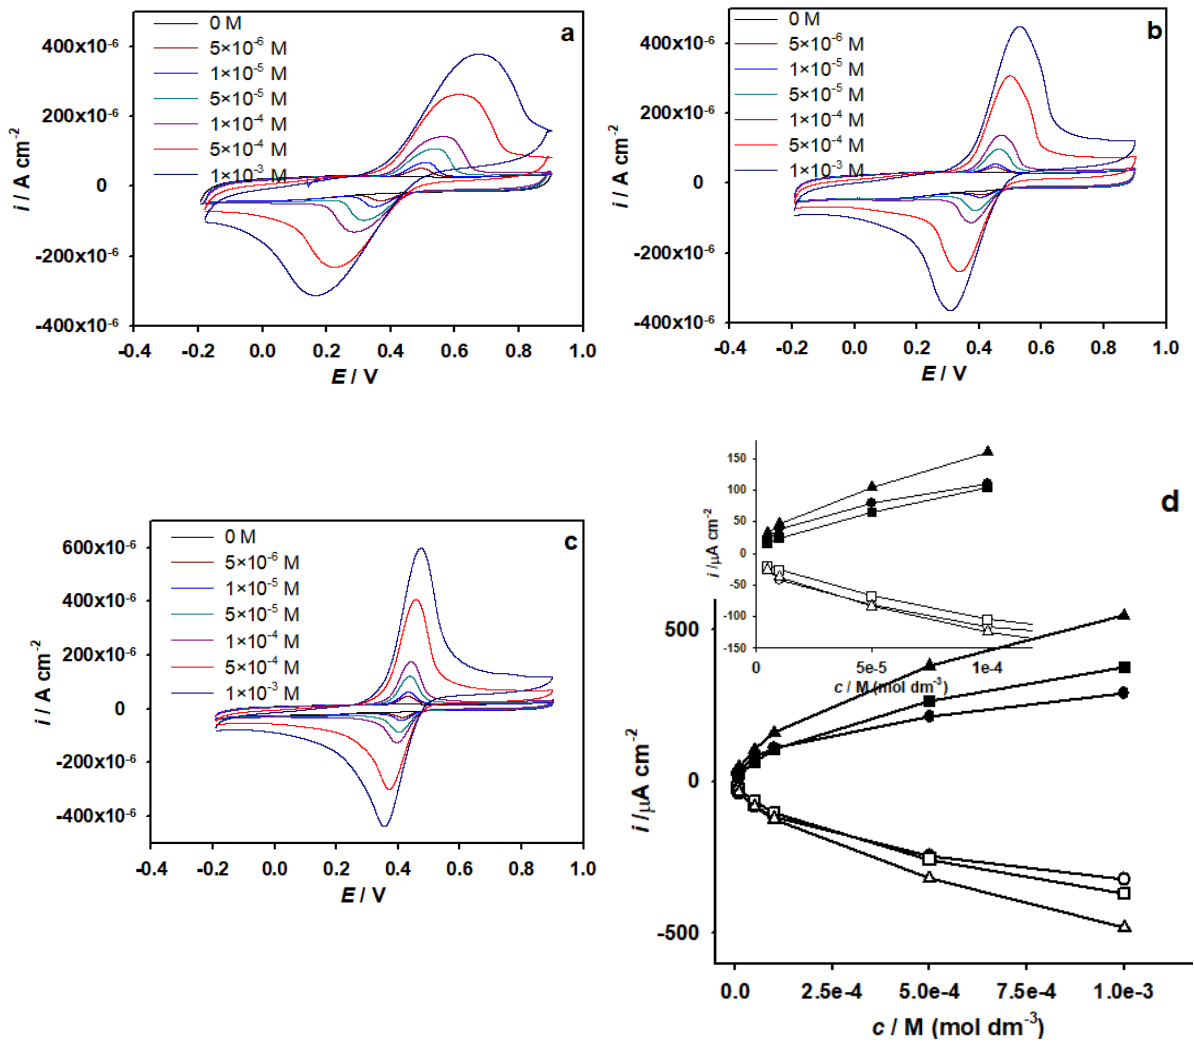 a
0 M
5×10⁻⁶ M
1×10⁻⁵ M
5×10⁻⁵ M
1×10⁻⁴ M
5×10⁻⁴ M
1×10⁻³ M
400x10⁻⁶
200x10⁻⁶
0
-200x10⁻⁶
-400x10⁻⁶
i / A cm⁻²
-0.4 -0.2 0.0 0.2 0.4 0.6 0.8 1.0
E / V
b
0 M
5×10⁻⁶ M
1×10⁻⁵ M
5×10⁻⁵ M
1×10⁻⁴ M
5×10⁻⁴ M
1×10⁻³ M
400x10⁻⁶
200x10⁻⁶
0
-200x10⁻⁶
-400x10⁻⁶
i / A cm⁻²
-0.4 -0.2 0.0 0.2 0.4 0.6 0.8 1.0
E / V
c
0 M
5×10⁻⁶ M
1×10⁻⁵ M
5×10⁻⁵ M
1×10⁻⁴ M
5×10⁻⁴ M
1×10⁻³ M
600x10⁻⁶
400x10⁻⁶
200x10⁻⁶
0
-200x10⁻⁶
-400x10⁻⁶
i / A cm⁻²
-0.4 -0.2 0.0 0.2 0.4 0.6 0.8 1.0
E / V
d
150
100
50
0
-50
-100
-150
i /µA cm⁻²
0 5e-5 1e-4
c / M (mol dm⁻³)
500
0
-500
i /µA cm⁻²
0.0 2.5e-4 5.0e-4 7.5e-4 1.0e-3
c / M (mol dm⁻³)